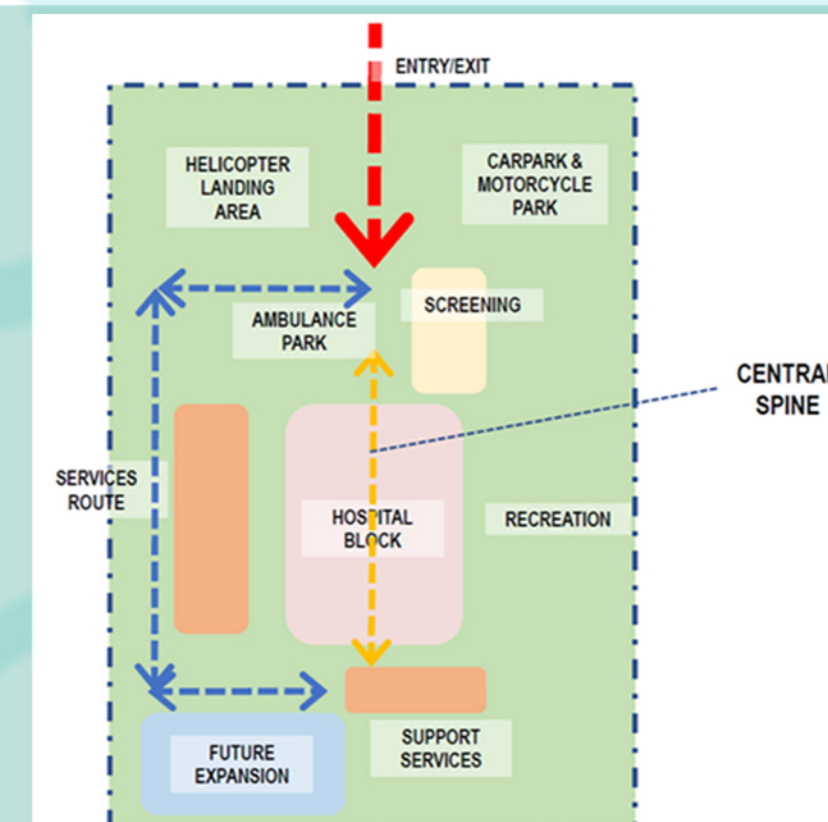 ENTRY/EXIT
HELICOPTER
LANDING
AREA
CARPARK &
MOTORCYCLE
PARK
SCREENING
AMBULANCE
PARK
CENTRAL
SPINE
SERVICES
ROUTE
HOSPITAL
BLOCK
RECREATION
SUPPORT
SERVICES
FUTURE
EXPANSION